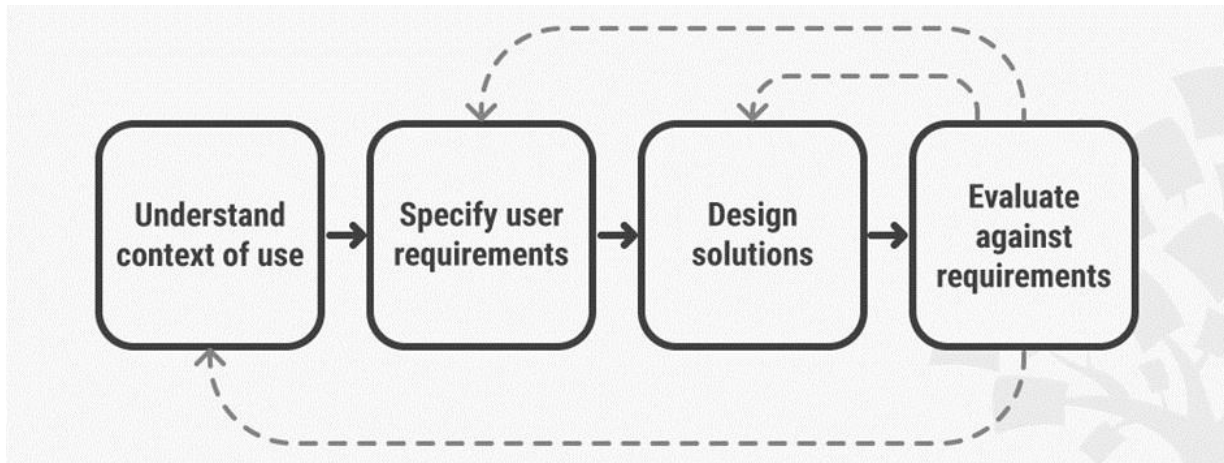 Understand
context of use
Specify user
requirements
Design
solutions
Evaluate
against
requirements